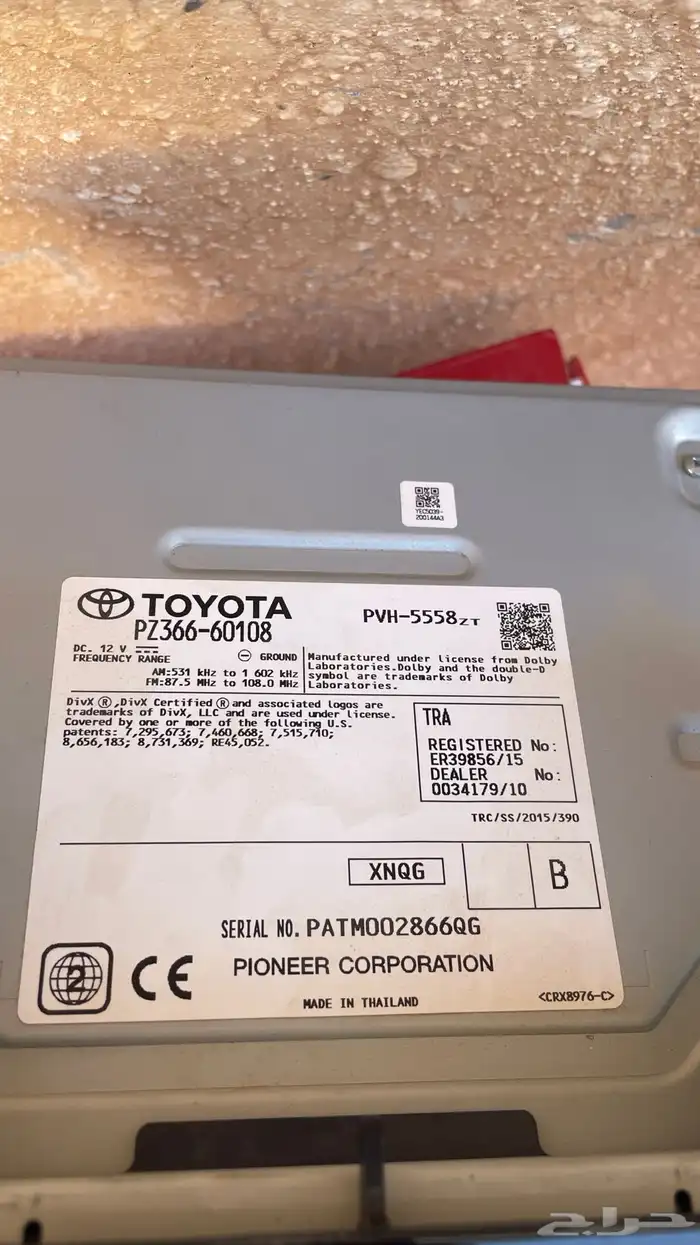 YEC5039-
200144A3
TOYOTA
PVH-5558ZT
PZ366-60108
DC. 12 V
GROUND
FREQUENCY RANGE
AM:531 kHz to 1 602 kHz
FM:87.5 MHz to 108.0 MHz
Manufactured under license from Dolby
Laboratories.Dolby and the double-D
symbol are trademarks of Dolby
Laboratories.
DivX ®,DivX Certified ® and associated logos are
trademarks of DivX, LLC and are used under license.
Covered by one or more of the following U.S.
patents: 7,295,673; 7,460,668; 7,515,710;
8,656,183; 8,731,369; RE45,052.
TRA
REGISTERED No:
ER39856/15
DEALER No:
0034179/10
TRC/SS/2015/390
XNQG
B
SERIAL NO. PATM002866QG
2
CE
PIONEER CORPORATION
MADE IN THAILAND
<CRX8976-C>
حراج